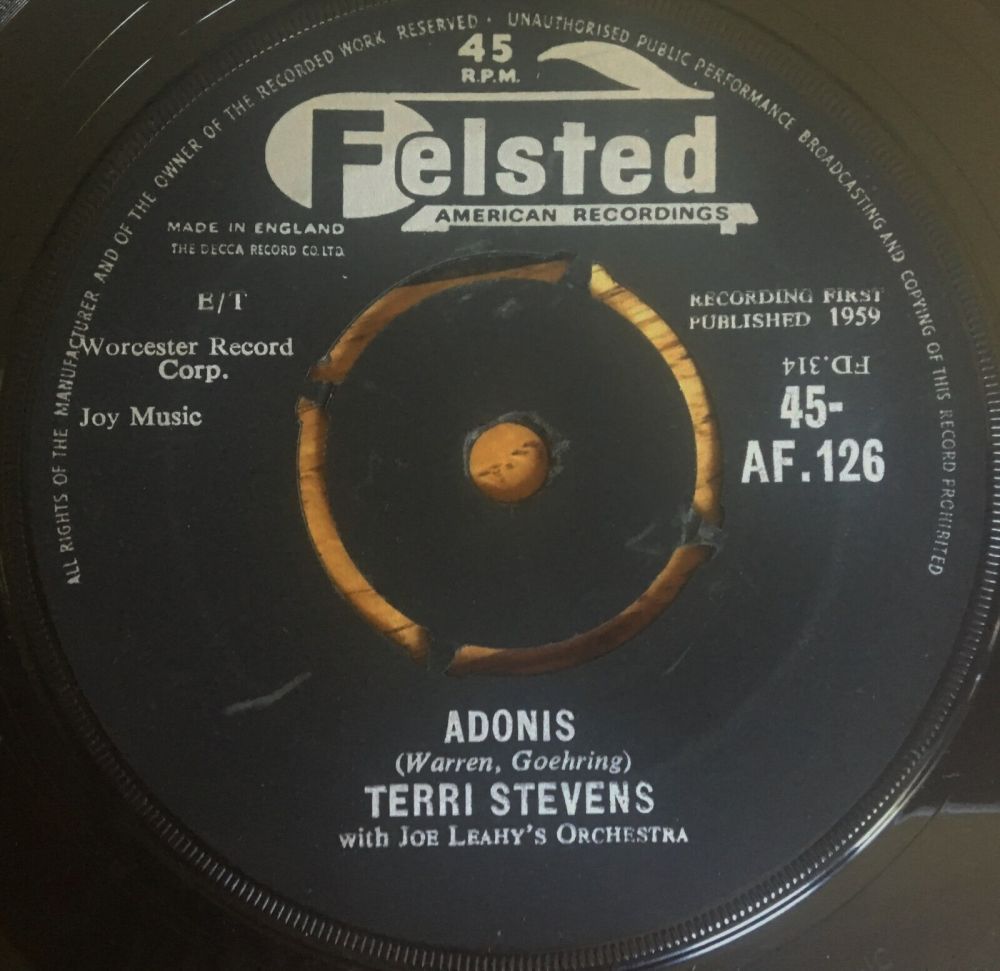 ALL RIGHTS OF THE MANUFACTURER AND OF THE OWNER OF THE RECORDED WORK RESERVED · UNAUTHORISED PUBLIC PERFORMANCE BROADCASTING AND COPYING OF THIS RECORD PROHIBITED
45
R.P.M.
Felsted
AMERICAN RECORDINGS
MADE IN ENGLAND
THE DECCA RECORD CO. LTD.
E/T
Worcester Record
Corp.
Joy Music
RECORDING FIRST
PUBLISHED 1959
FD.314
45-
AF.126
ADONIS
(Warren, Goehring)
TERRI STEVENS
with JOE LEAHY'S ORCHESTRA